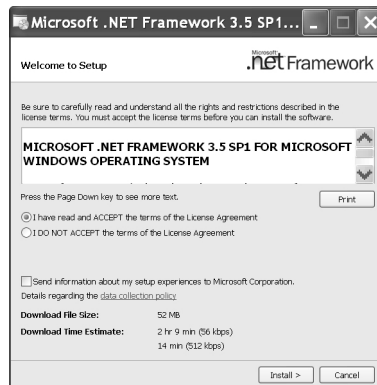 Microsoft .NET Framework 3.5 SP1...
Welcome to Setup
Microsoft
.net Framework
Be sure to carefully read and understand all the rights and restrictions described in the
license terms. You must accept the license terms before you can install the software.
MICROSOFT .NET FRAMEWORK 3.5 SP1 FOR MICROSOFT
WINDOWS OPERATING SYSTEM
Press the Page Down key to see more text.
Print
I have read and ACCEPT the terms of the License Agreement
I DO NOT ACCEPT the terms of the License Agreement
Send information about my setup experiences to Microsoft Corporation.
Details regarding the data collection policy
Download File Size: 52 MB
Download Time Estimate: 2 hr 9 min (56 kbps)
14 min (512 kbps)
Install > Cancel